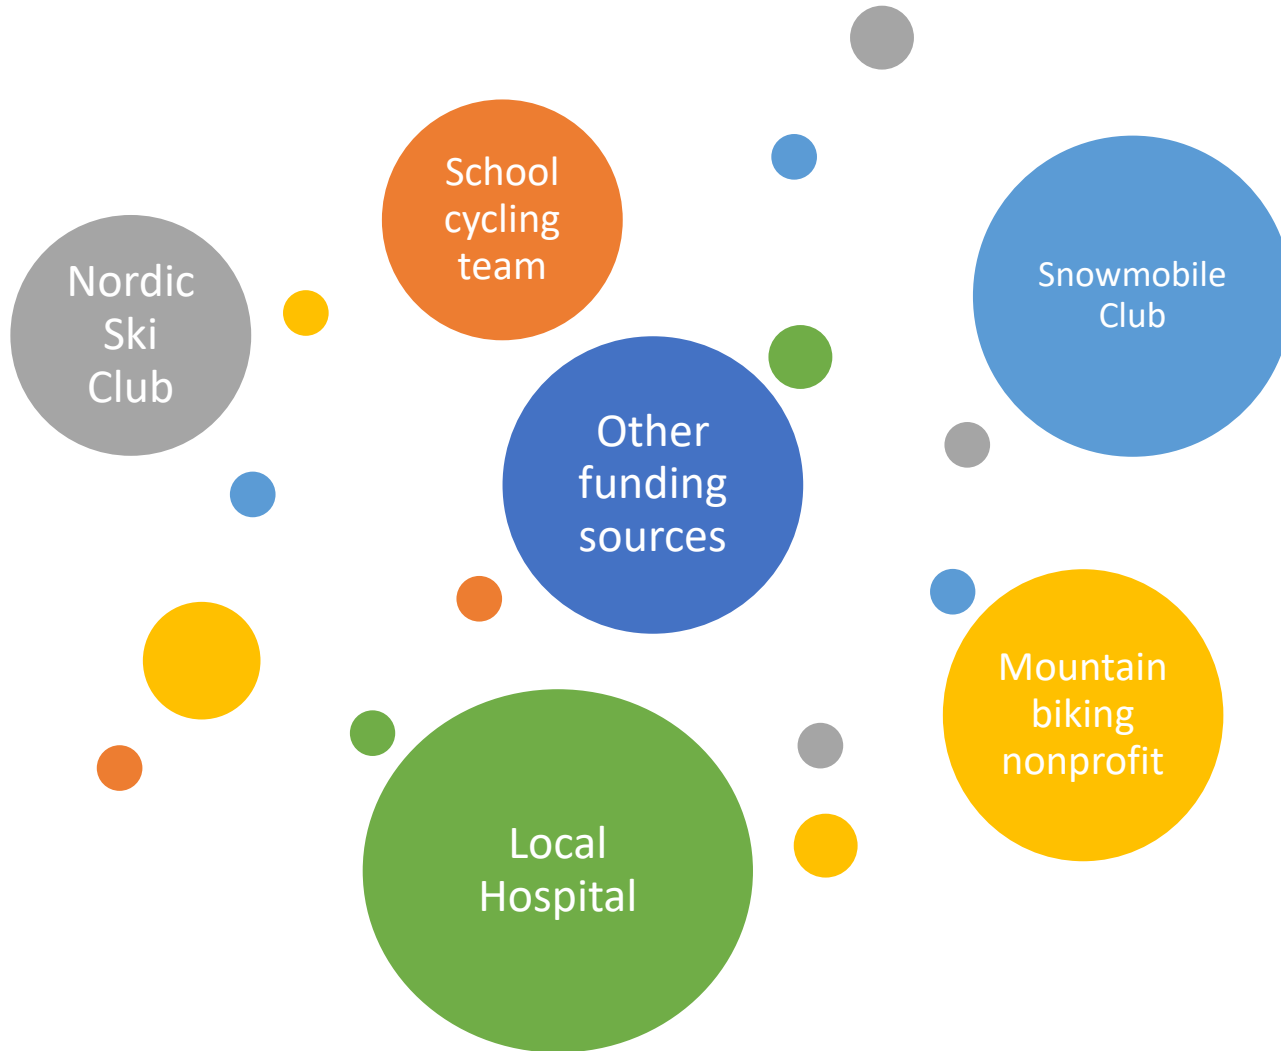 School
cycling
team
Nordic
Ski
Club
Snowmobile
Club
Other
funding
sources
Mountain
biking
nonprofit
Local
Hospital